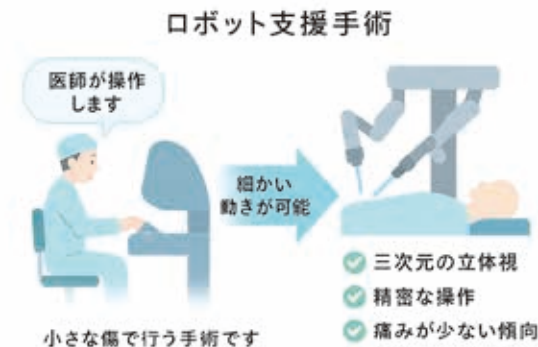 ロボット支援手術
医師が操作
します
細かい
動きが可能
三次元の立体視
精密な操作
痛みが少ない傾向
小さな傷で行う手術です